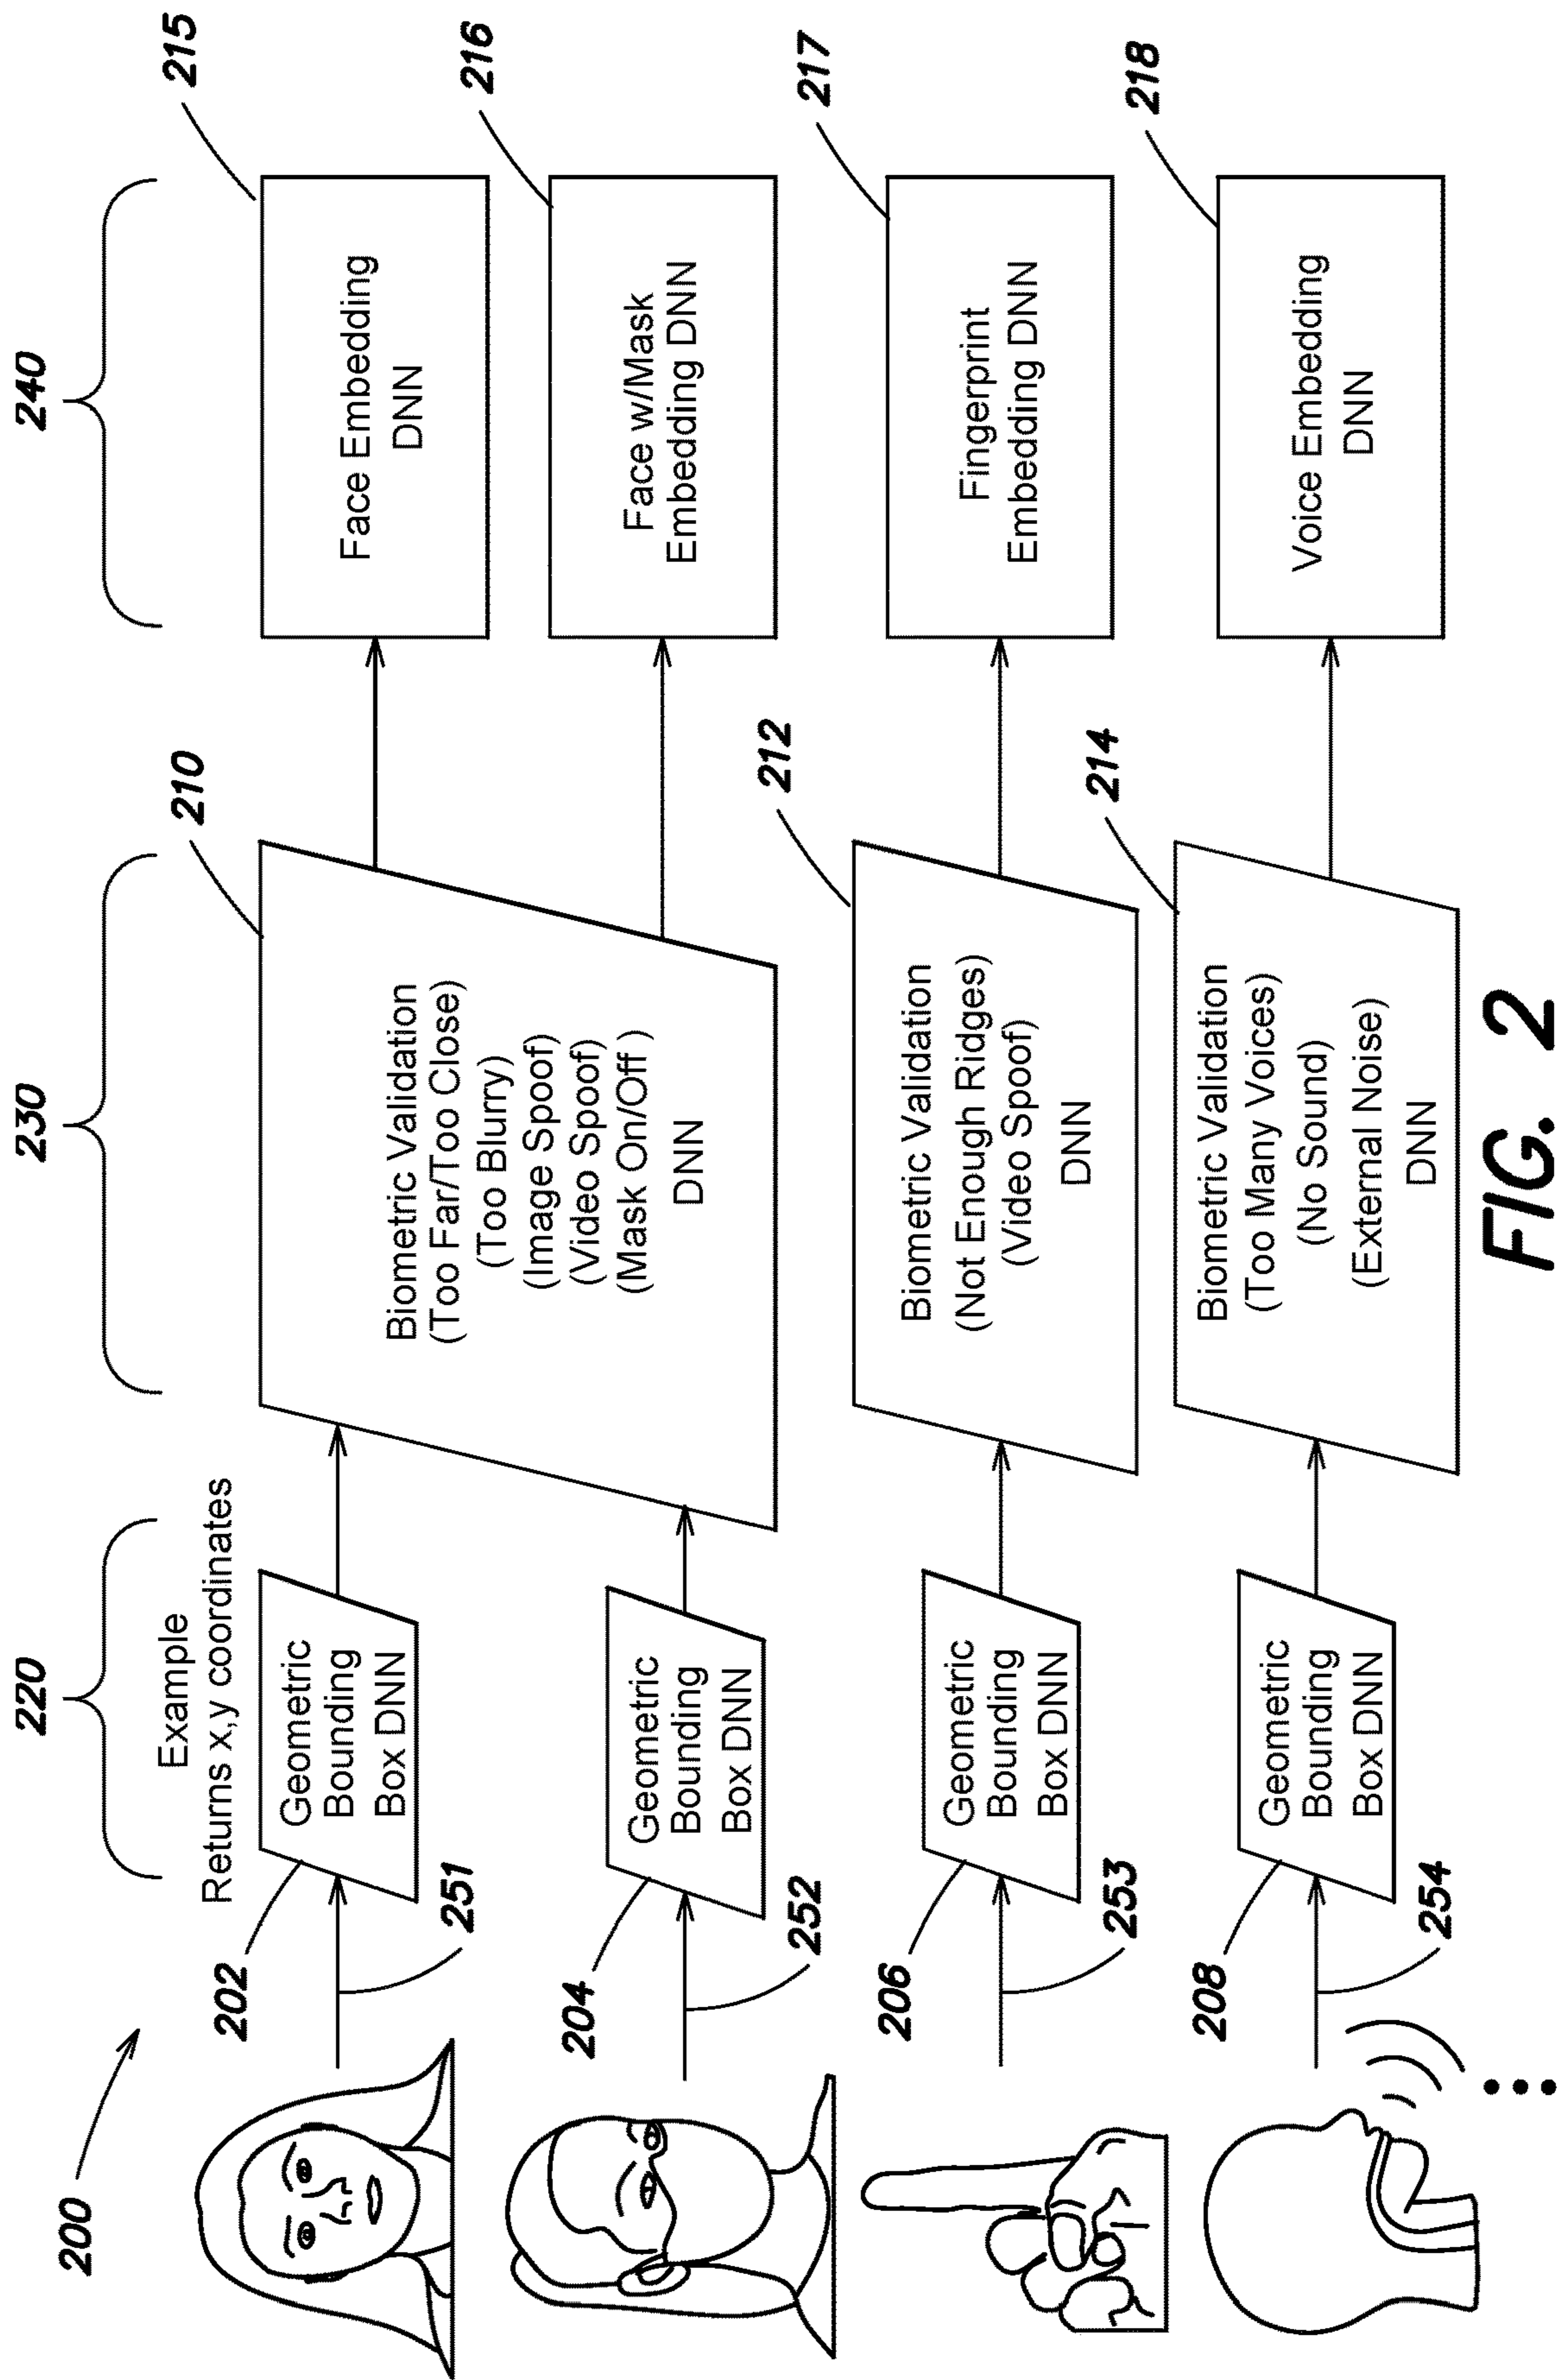 200
220
230
240
Example
Returns x,y coordinates
202
Geometric
Bounding
Box DNN
251
210
Biometric Validation
(Too Far/Too Close)
(Too Blurry)
(Image Spoof)
(Video Spoof)
(Mask On/Off )
DNN
215
Face Embedding
DNN
204
Geometric
Bounding
Box DNN
252
216
Face w/Mask
Embedding DNN
206
Geometric
Bounding
Box DNN
253
212
Biometric Validation
(Not Enough Ridges)
(Video Spoof)
DNN
217
Fingerprint
Embedding DNN
208
Geometric
Bounding
Box DNN
254
214
Biometric Validation
(Too Many Voices)
(No Sound)
(External Noise)
DNN
218
Voice Embedding
DNN
FIG. 2